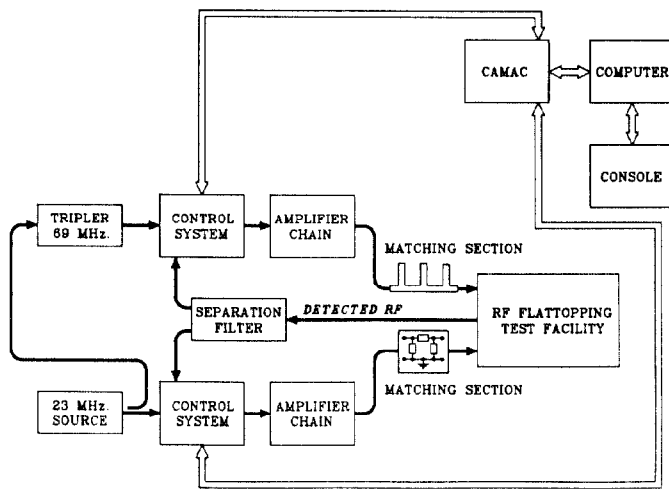 CAMAC
COMPUTER
CONSOLE
TRIPLER
69 MHz.
CONTROL
SYSTEM
AMPLIFIER
CHAIN
MATCHING SECTION
SEPARATION
FILTER
DETECTED RF
RF FLATTOPPING
TEST FACILITY
23 MHz.
SOURCE
CONTROL
SYSTEM
AMPLIFIER
CHAIN
MATCHING SECTION